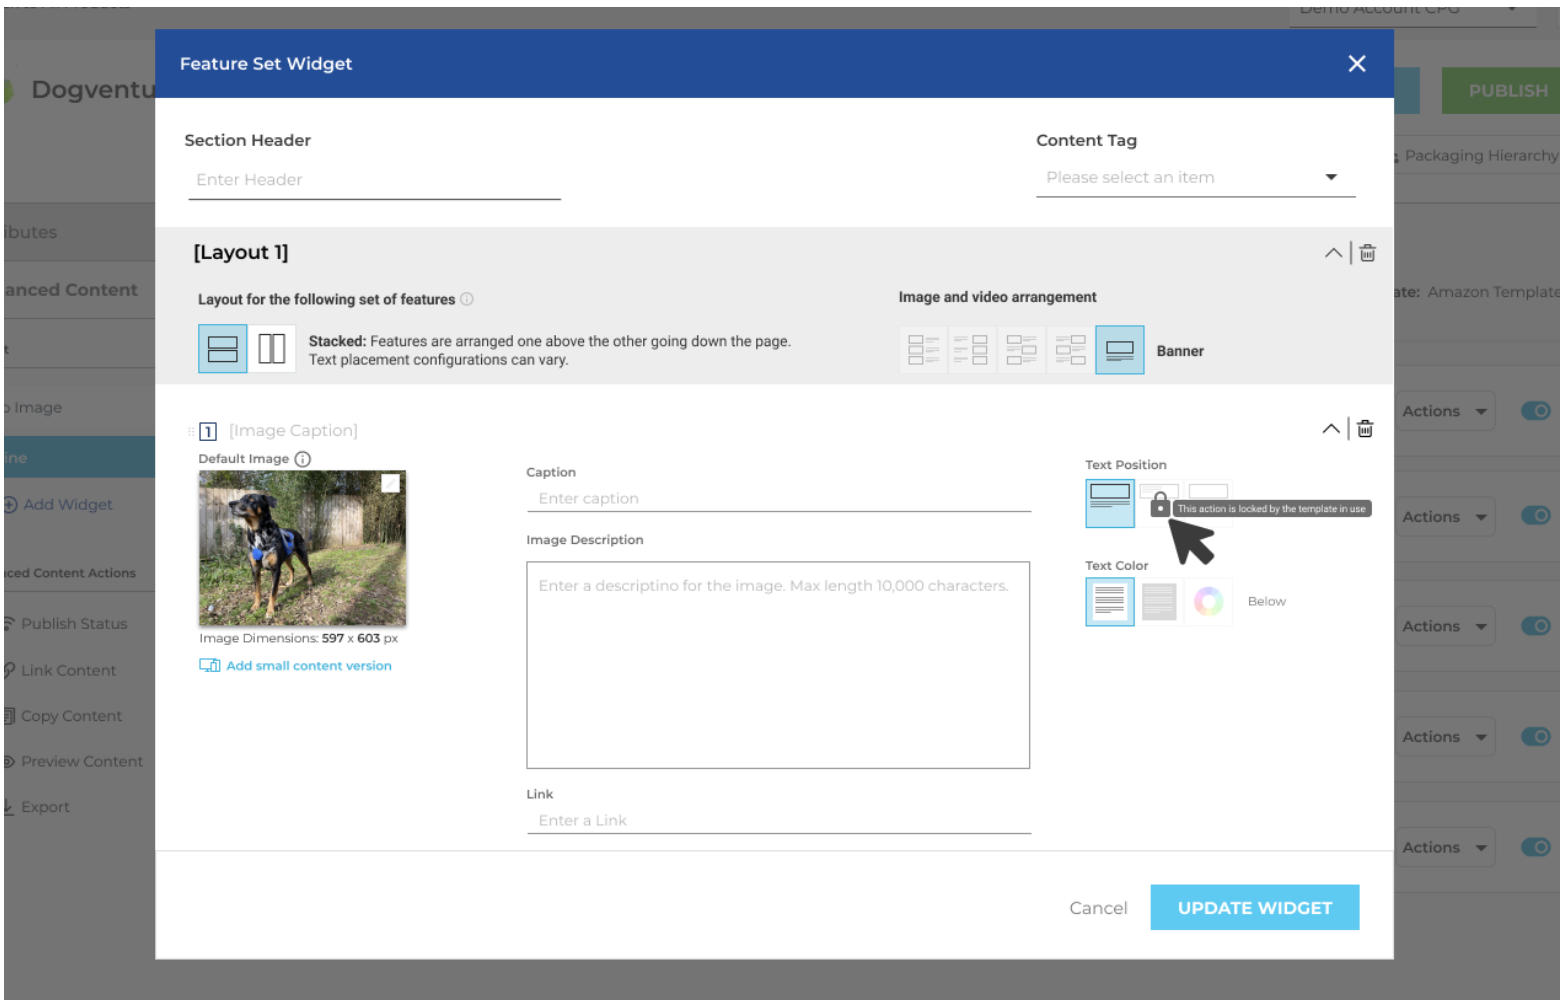 Demo Account CPG
Feature Set Widget
Dogventu
PUBLISH
Section Header
Content Tag
Packaging Hierarchy
Enter Header
Please select an item
ibutes
[Layout 1]
anced Content
Layout for the following set of features
Image and video arrangement
ate: Amazon Template
Stacked: Features are arranged one above the other going down the page.
Text placement configurations can vary.
Banner
o Image
Actions
1 [Image Caption]
ine
Default Image
Caption
Text Position
Enter caption
Add Widget
This action is locked by the template in use
Actions
Image Description
Text Color
nced Content Actions
Enter a descriptino for the image. Max length 10,000 characters.
Below
Publish Status
Actions
Image Dimensions: 597 x 603 px
Add small content version
Link Content
Copy Content
Actions
Preview Content
Link
Export
Enter a Link
Actions
Cancel
UPDATE WIDGET